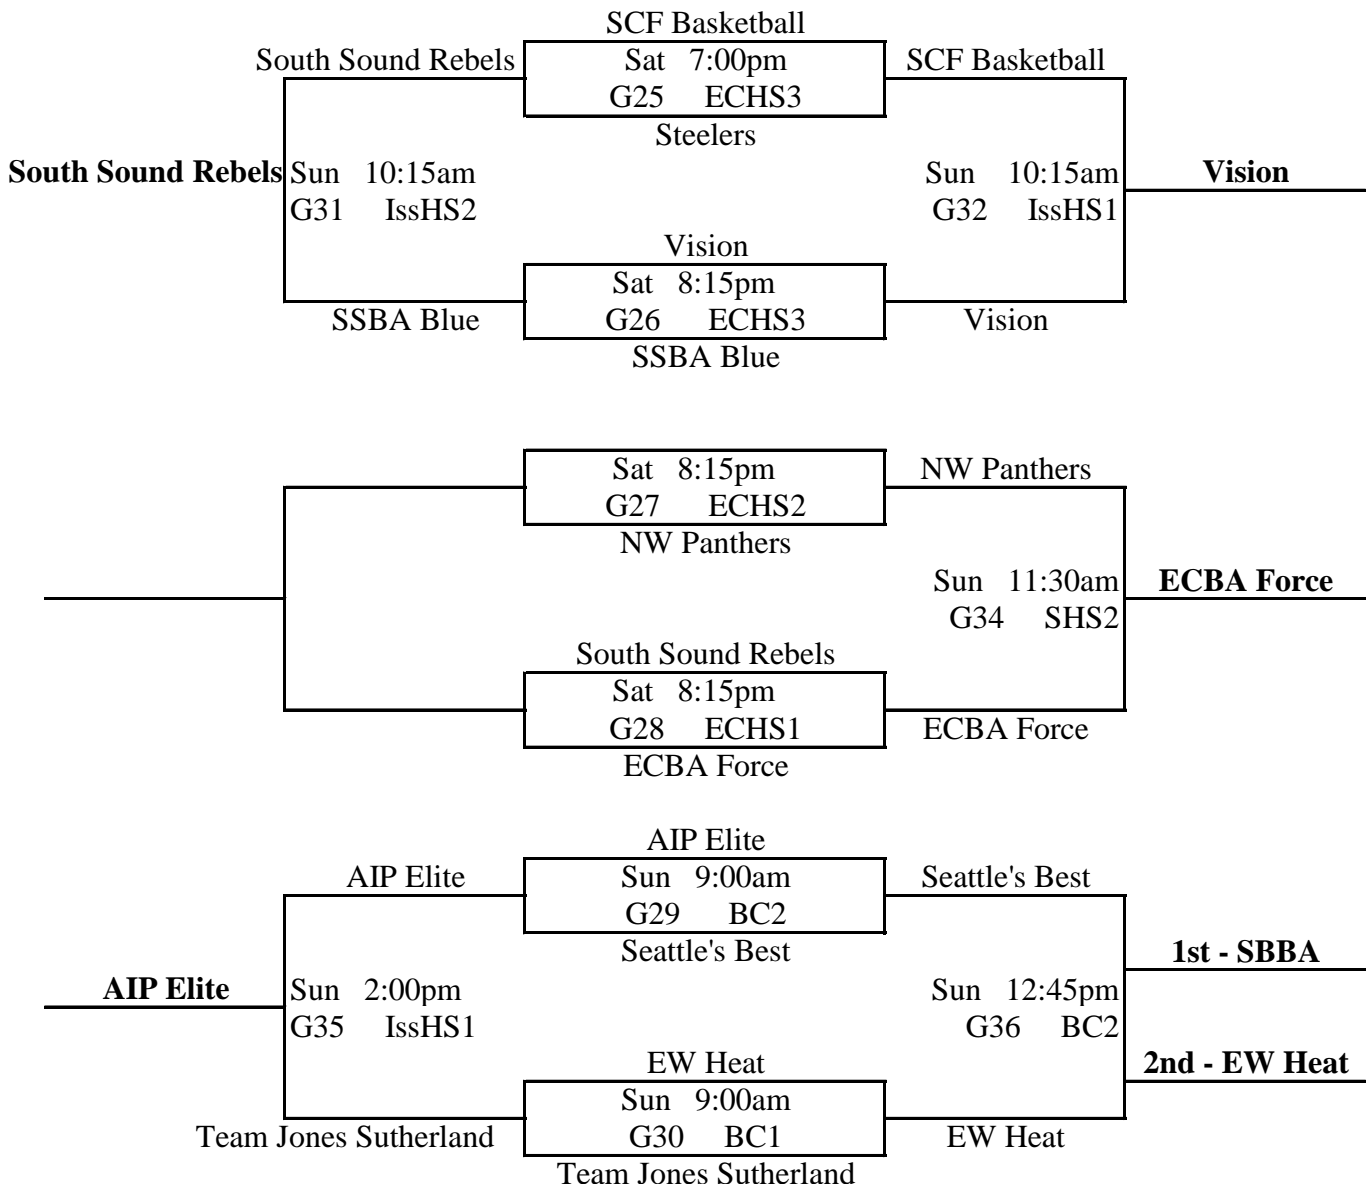 SCF Basketball
South Sound Rebels Sat 7:00pm SCF Basketball
G25 ECHS3
Steelers
South Sound Rebels Sun 10:15am Sun 10:15am Vision
G31 IssHS2 G32 IssHS1
Vision
Sat 8:15pm
SSBA Blue G26 ECHS3 Vision
SSBA Blue
Sat 8:15pm NW Panthers
G27 ECHS2
NW Panthers
Sun 11:30am ECBA Force
G34 SHS2
South Sound Rebels
Sat 8:15pm
G28 ECHS1 ECBA Force
ECBA Force
AIP Elite
AIP Elite Sun 9:00am Seattle's Best
G29 BC2
Seattle's Best 1st - SBBA
AIP Elite Sun 2:00pm Sun 12:45pm
G35 IssHS1 G36 BC2
EW Heat 2nd - EW Heat
Sun 9:00am
Team Jones Sutherland G30 BC1 EW Heat
Team Jones Sutherland